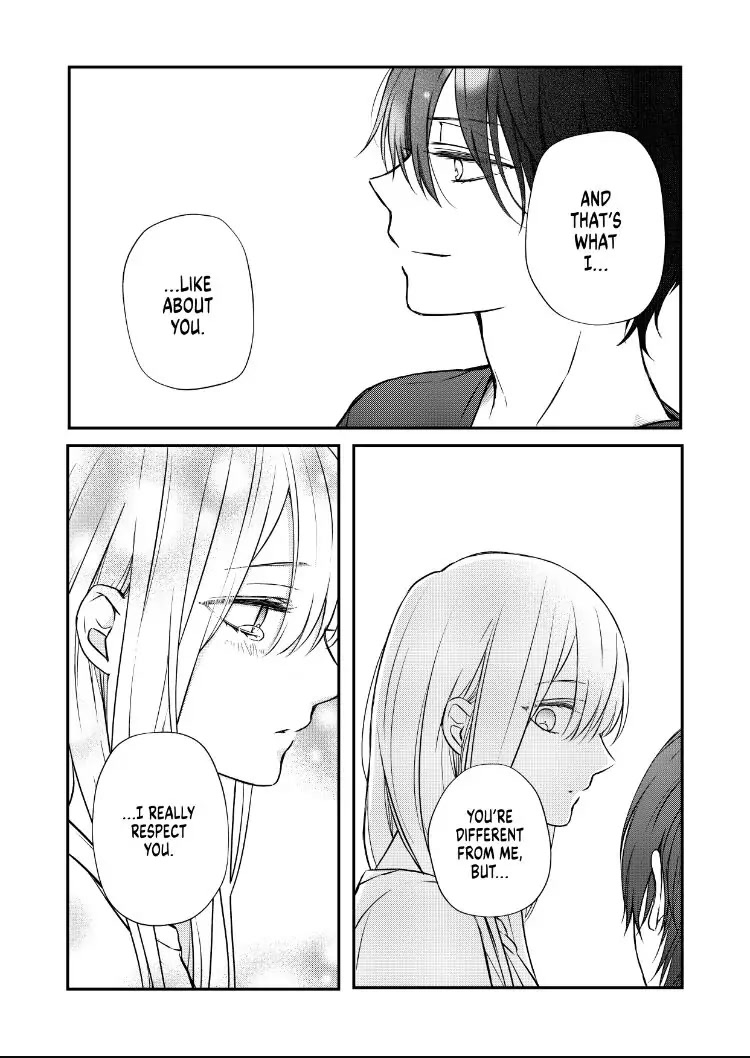 AND
THAT'S
WHAT
I...
...LIKE
ABOUT
YOU.
YOU'RE
DIFFERENT
FROM ME,
BUT...
...I REALLY
RESPECT
YOU.